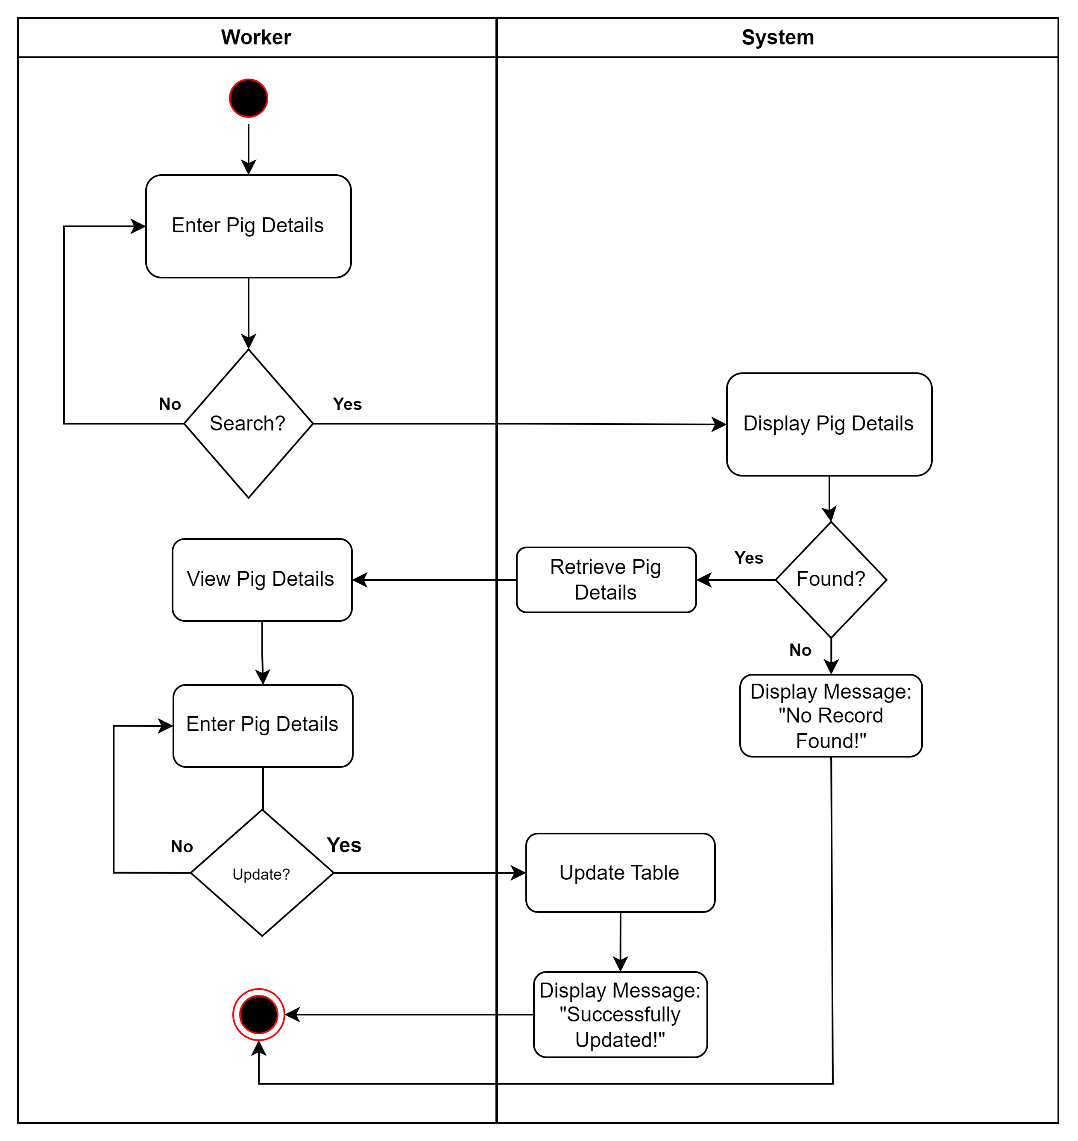 Worker
System
Enter Pig Details
No
Search?
Yes
Display Pig Details
View Pig Details
Retrieve Pig
Details
Yes
Found?
No
Enter Pig Details
Display Message:
"No Record
Found!"
No
Update?
Yes
Update Table
Display Message:
"Successfully
Updated!"